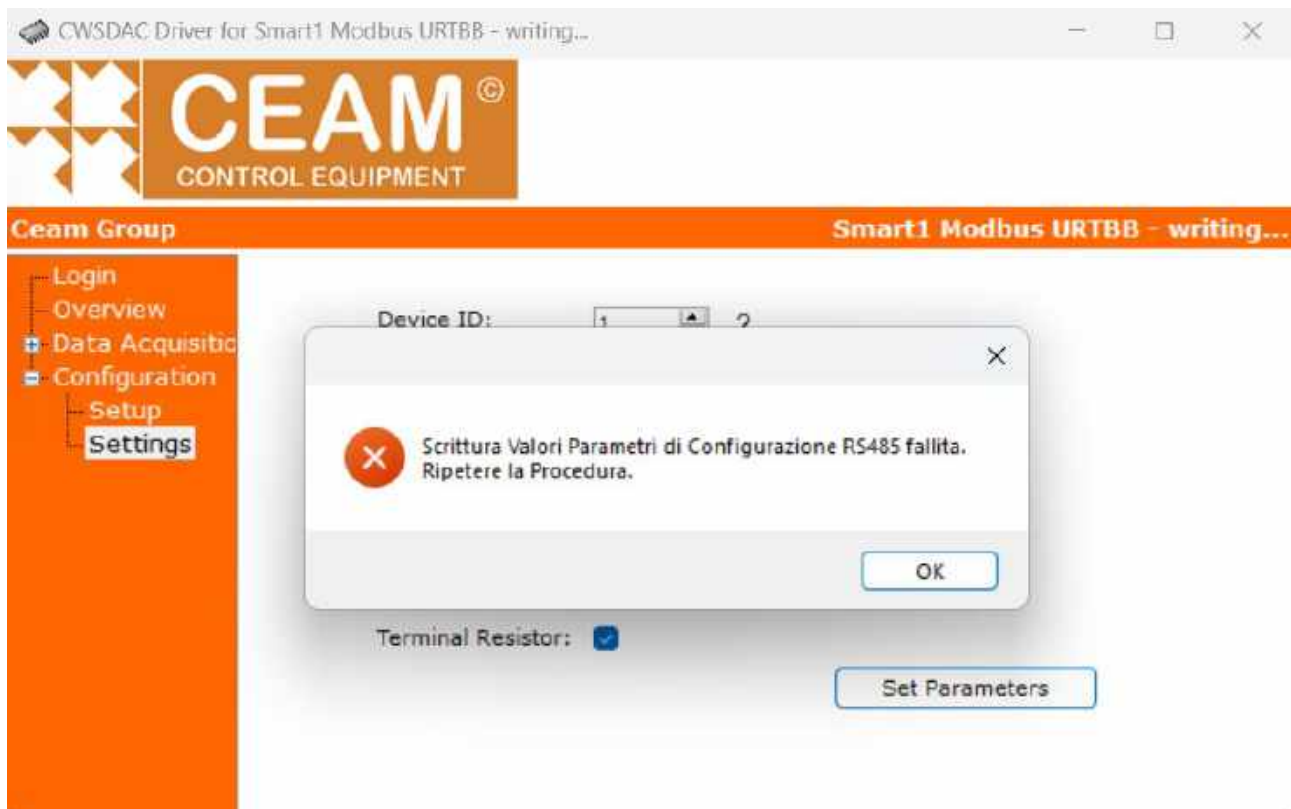 CWSDAC Driver for Smart1 Modbus URTBB - writing...
CEAM ©
CONTROL EQUIPMENT
Ceam Group
Smart1 Modbus URTBB - writing...
Login
Overview
Data Acquisitio
Configuration
Setup
Settings
Device ID: 1 ?
Scrittura Valori Parametri di Configurazione RS485 fallita.
Ripetere la Procedura.
OK
Terminal Resistor:
Set Parameters